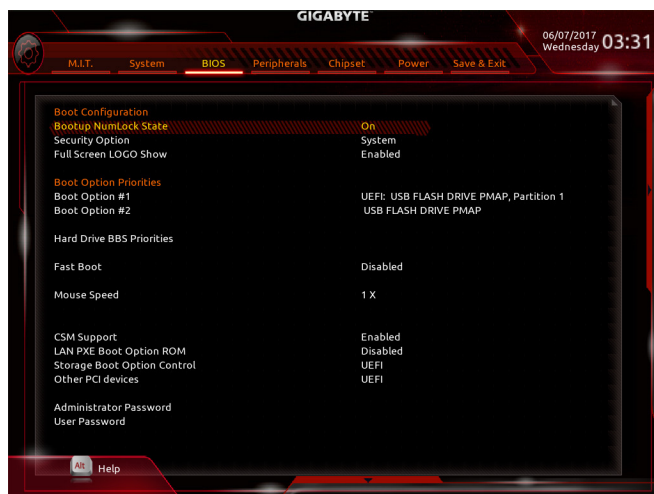 GIGABYTE™
06/07/2017
Wednesday
03:31
M.I.T. System BIOS Peripherals Chipset Power Save & Exit
Boot Configuration
Bootup NumLock State On
Security Option System
Full Screen LOGO Show Enabled
Boot Option Priorities
Boot Option #1 UEFI: USB FLASH DRIVE PMAP, Partition 1
Boot Option #2 USB FLASH DRIVE PMAP
Hard Drive BBS Priorities
Fast Boot Disabled
Mouse Speed 1 X
CSM Support Enabled
LAN PXE Boot Option ROM Disabled
Storage Boot Option Control UEFI
Other PCI devices UEFI
Administrator Password
User Password
Alt Help